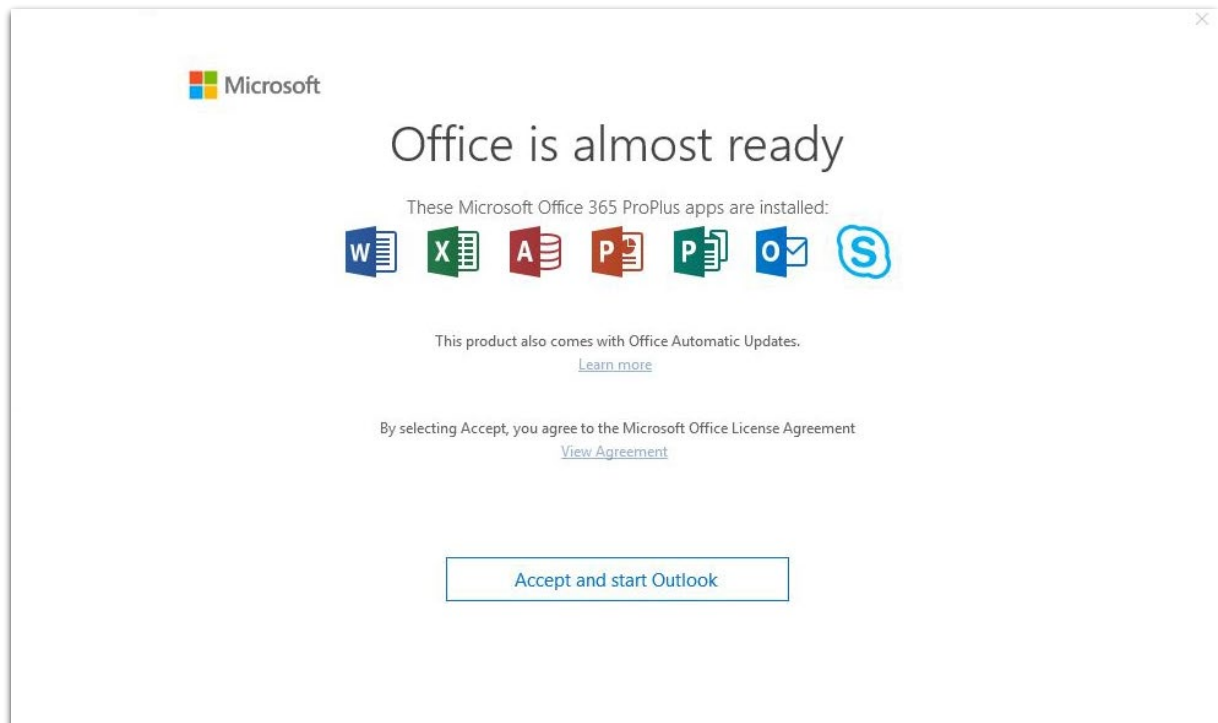 Microsoft
Office is almost ready
These Microsoft Office 365 ProPlus apps are installed:
W X A P P O S
This product also comes with Office Automatic Updates.
Learn more
By selecting Accept, you agree to the Microsoft Office License Agreement
View Agreement
Accept and start Outlook